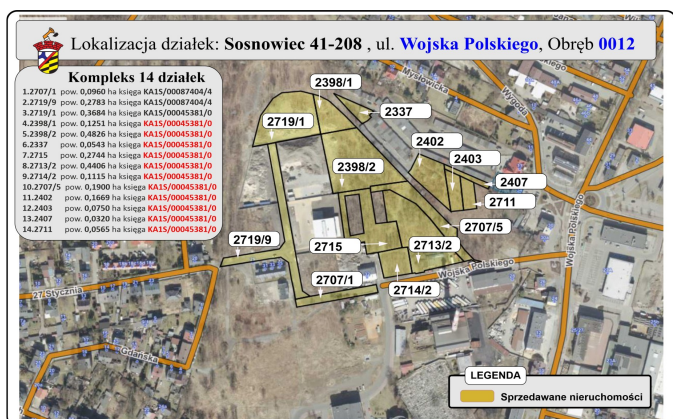 Lokalizacja działek: Sosnowiec 41-208 , ul. Wojska Polskiego, Obręb 0012
Kompleks 14 działek
1.2707/1 pow. 0,0960 ha księga KA1S/00087404/4
2.2719/9 pow. 0,2783 ha księga KA1S/00087404/4
3.2719/1 pow. 0,3684 ha księga KA1S/00045381/0
4.2398/1 pow. 0,1251 ha księga KA1S/00045381/0
5.2398/2 pow. 0,4826 ha księga KA1S/00045381/0
6.2337 pow. 0,0543 ha księga KA1S/00045381/0
7.2715 pow. 0,2744 ha księga KA1S/00045381/0
8.2713/2 pow. 0,4406 ha księga KA1S/00045381/0
9.2714/2 pow. 0,1115 ha księga KA1S/00045381/0
10.2707/5 pow. 0,1900 ha księga KA1S/00045381/0
11.2402 pow. 0,1669 ha księga KA1S/00045381/0
12.2403 pow. 0,0750 ha księga KA1S/00045381/0
13.2407 pow. 0,0320 ha księga KA1S/00045381/0
14.2711 pow. 0,0565 ha księga KA1S/00045381/0
2398/1
Mysłowicka
Wygoda
2337
2719/1
2402
2403
2398/2
2407
2711
2707/5
2719/9
2715
2713/2
Wojska Polskiego
Wojska Polskiego
2707/1
2714/2
27 Stycznia
Gdańska
LEGENDA
Sprzedawane nieruchomości